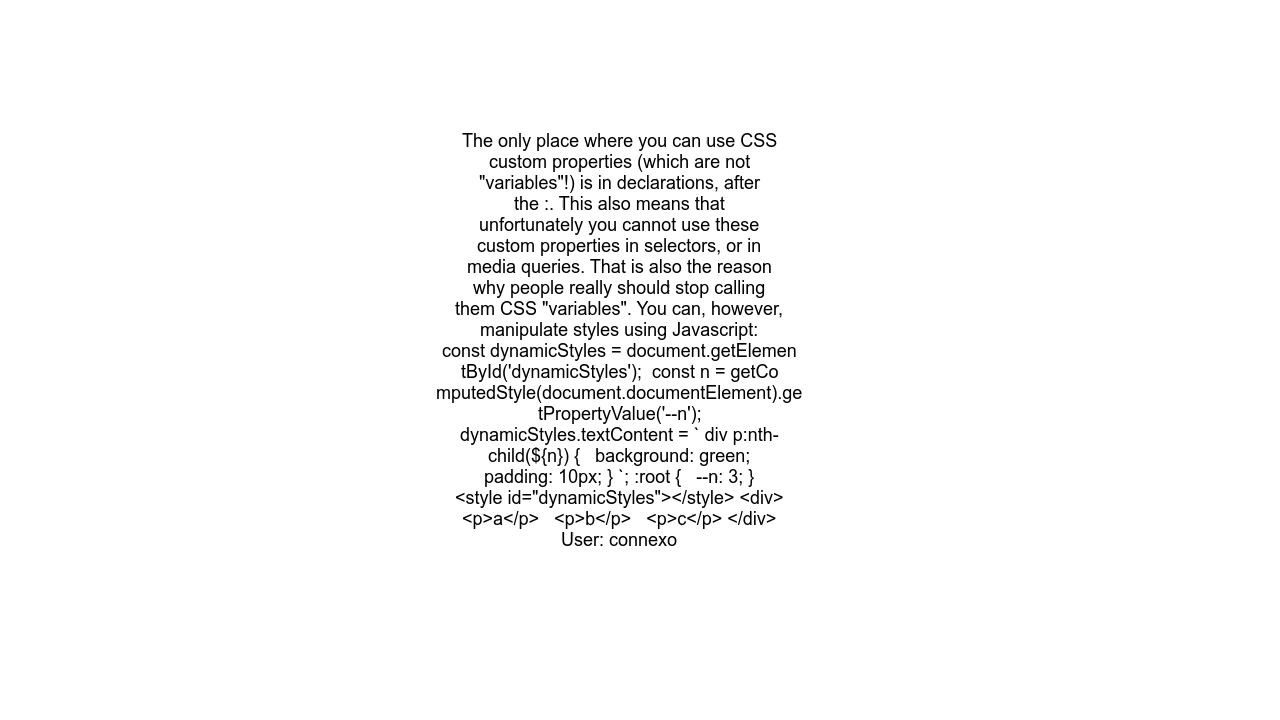 The only place where you can use CSS
custom properties (which are not
"variables"!) is in declarations, after
the :. This also means that
unfortunately you cannot use these
custom properties in selectors, or in
media queries. That is also the reason
why people really should stop calling
them CSS "variables". You can, however,
manipulate styles using Javascript:
const dynamicStyles = document.getElemen
tById('dynamicStyles');  const n = getCo
mputedStyle(document.documentElement).ge
tPropertyValue('--n');
dynamicStyles.textContent = ` div p:nth-
child(${n}) {   background: green;
padding: 10px; } `; :root {   --n: 3; }
<style id="dynamicStyles"></style> <div>
<p>a</p>   <p>b</p>   <p>c</p> </div>
User: connexo